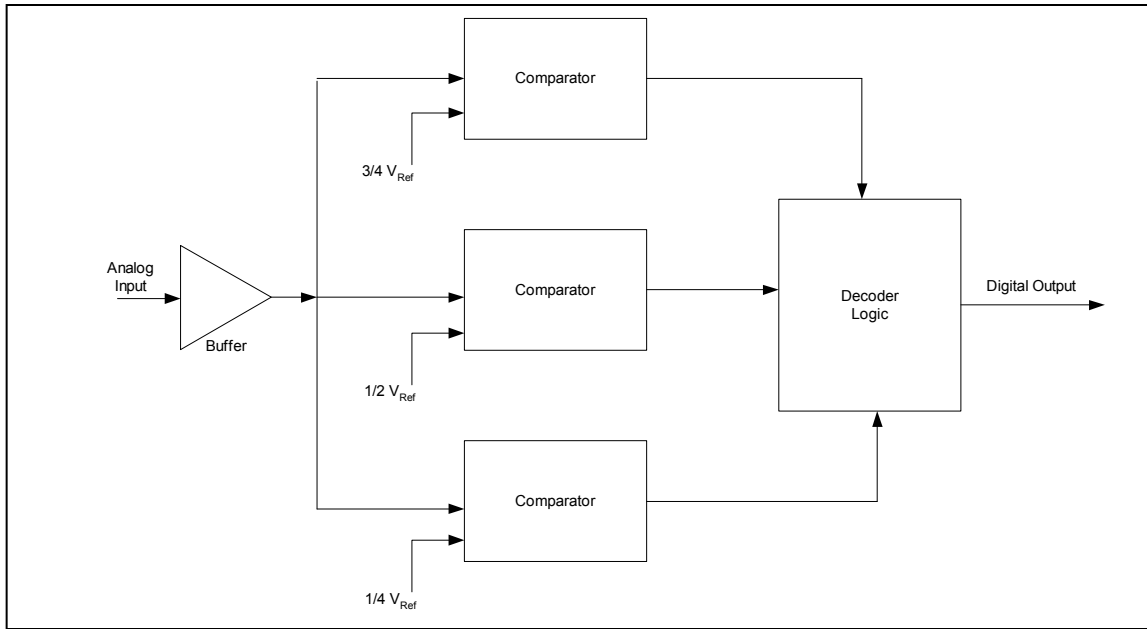 Comparator
3/4 V_Ref
Analog
Input
Buffer
Comparator
1/2 V_Ref
Decoder
Logic
Digital Output
Comparator
1/4 V_Ref